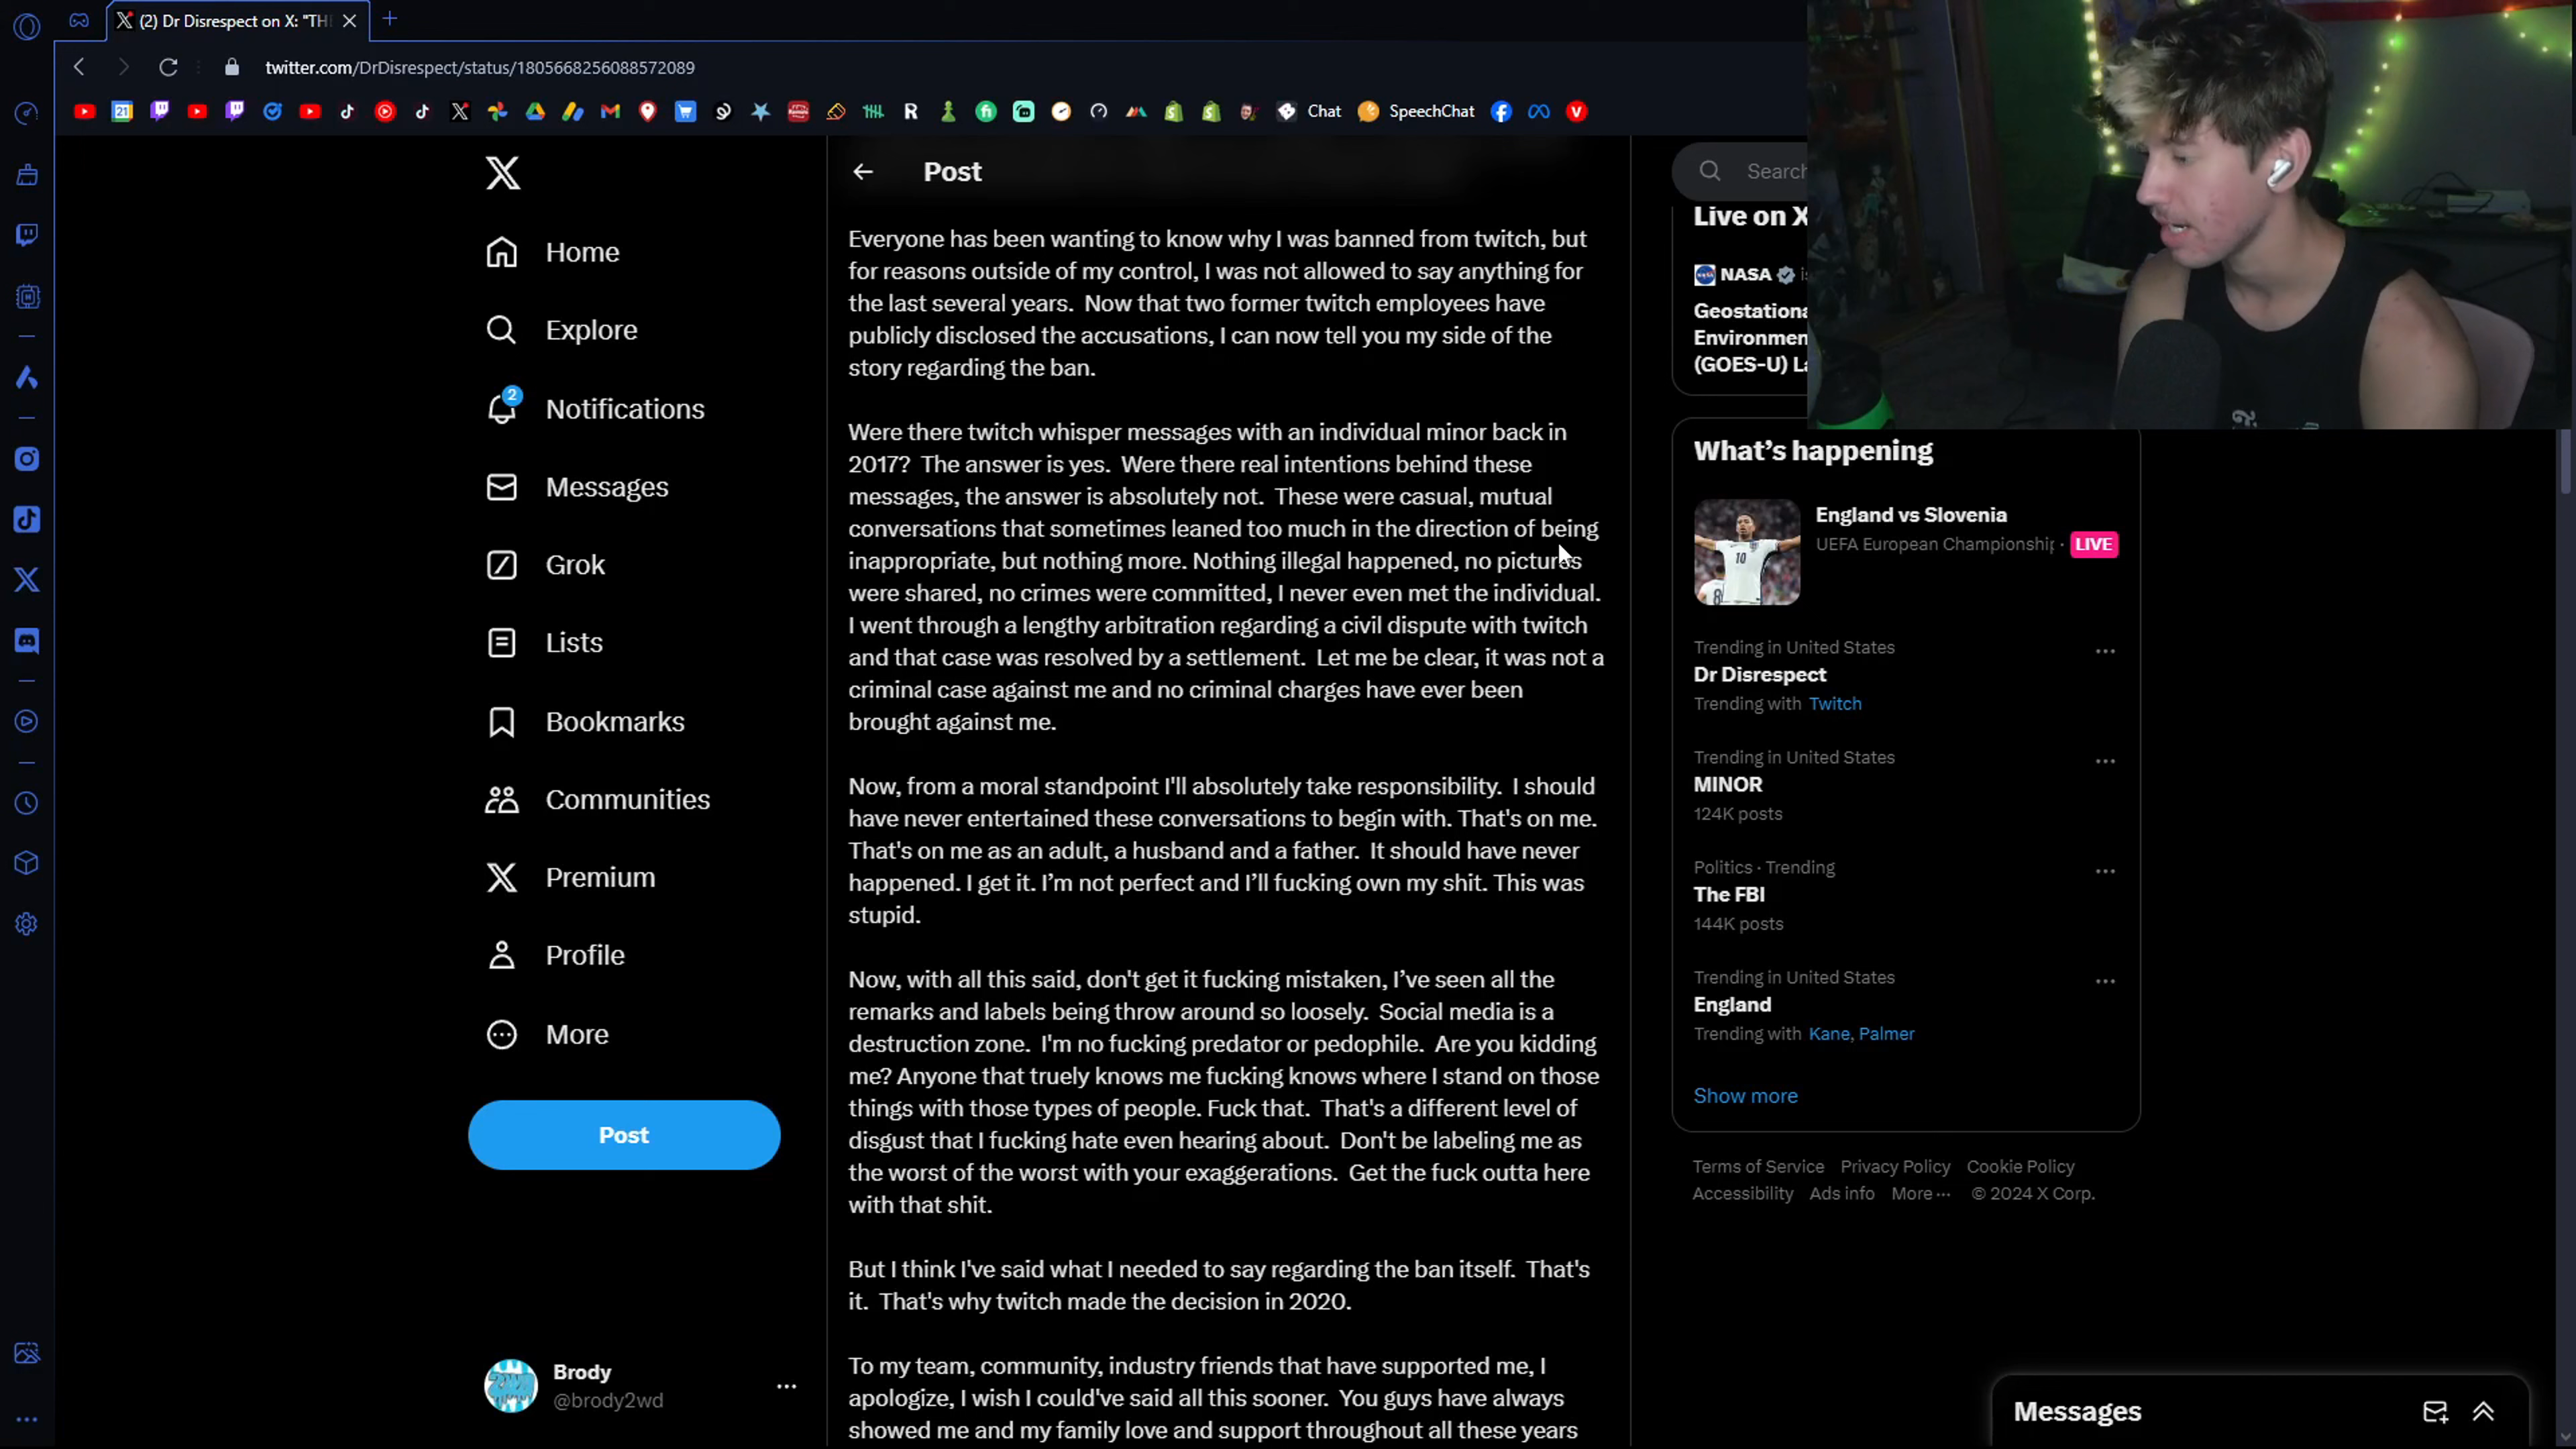 (2) Dr Disrespect on X: "TH
twitter.com/DrDisrespect/status/1805668256088572089
21
Chat
SpeechChat
Home
Explore
2
Notifications
Messages
Grok
Lists
Bookmarks
Communities
Premium
Profile
More
Post
Brody
@brody2wd
Post
Everyone has been wanting to know why I was banned from twitch, but
for reasons outside of my control, I was not allowed to say anything for
the last several years.  Now that two former twitch employees have
publicly disclosed the accusations, I can now tell you my side of the
story regarding the ban.
Were there twitch whisper messages with an individual minor back in
2017?  The answer is yes.  Were there real intentions behind these
messages, the answer is absolutely not.  These were casual, mutual
conversations that sometimes leaned too much in the direction of being
inappropriate, but nothing more. Nothing illegal happened, no pictures
were shared, no crimes were committed, I never even met the individual.
I went through a lengthy arbitration regarding a civil dispute with twitch
and that case was resolved by a settlement.  Let me be clear, it was not a
criminal case against me and no criminal charges have ever been
brought against me.
Now, from a moral standpoint I'll absolutely take responsibility.  I should
have never entertained these conversations to begin with. That's on me.
That's on me as an adult, a husband and a father.  It should have never
happened. I get it. I’m not perfect and I’ll fucking own my shit. This was
stupid.
Now, with all this said, don't get it fucking mistaken, I’ve seen all the
remarks and labels being throw around so loosely.  Social media is a
destruction zone.  I'm no fucking predator or pedophile.  Are you kidding
me? Anyone that truely knows me fucking knows where I stand on those
things with those types of people. Fuck that.  That's a different level of
disgust that I fucking hate even hearing about.  Don't be labeling me as
the worst of the worst with your exaggerations.  Get the fuck outta here
with that shit.
But I think I've said what I needed to say regarding the ban itself.  That's
it.  That's why twitch made the decision in 2020.
To my team, community, industry friends that have supported me, I
apologize, I wish I could've said all this sooner.  You guys have always
showed me and my family love and support throughout all these years
Search
Live on X
NASA
Geostationa
Environmen
(GOES-U) La
What’s happening
England vs Slovenia
UEFA European Championship · LIVE
Trending in United States
Dr Disrespect
Trending with Twitch
Trending in United States
MINOR
124K posts
Politics · Trending
The FBI
144K posts
Trending in United States
England
Trending with Kane, Palmer
Show more
Terms of Service Privacy Policy Cookie Policy
Accessibility Ads info More ··· © 2024 X Corp.
Messages